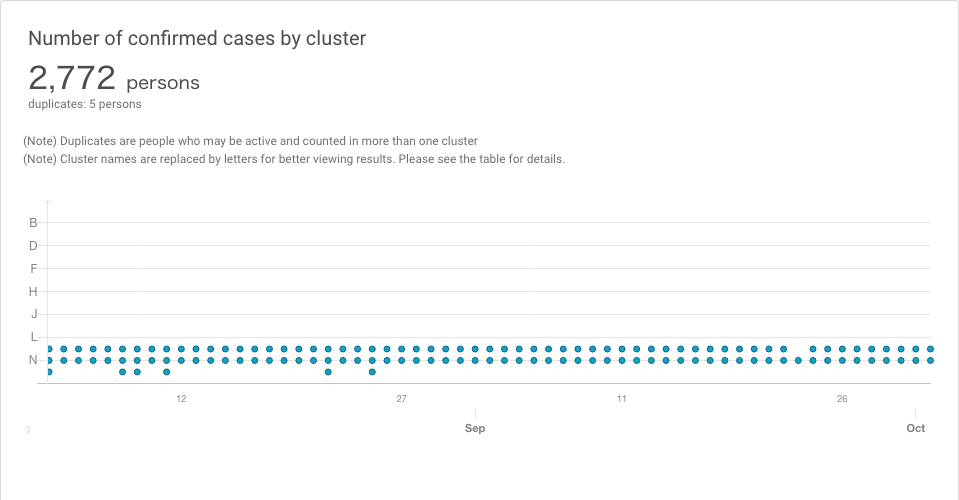 Number of confirmed cases by cluster
2,772 persons
duplicates: 5 persons
(Note) Duplicates are people who may be active and counted in more than one cluster
(Note) Cluster names are replaced by letters for better viewing results. Please see the table for details.
B
D
F
H
J
L
N
12 27 11 26
g Sep Oct